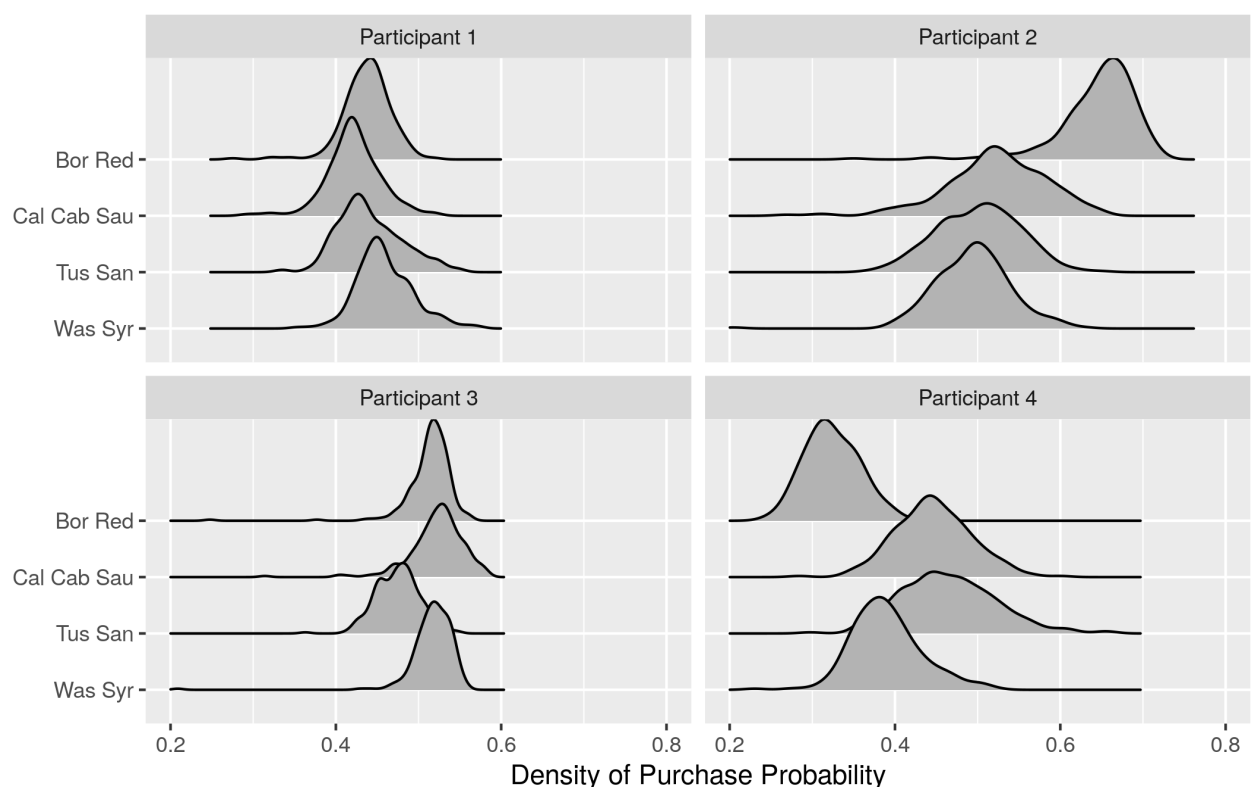 Participant 1
Participant 2
Bor Red
Cal Cab Sau
Tus San
Was Syr
Participant 3
Participant 4
Bor Red
Cal Cab Sau
Tus San
Was Syr
0.2 0.4 0.6 0.8 0.2 0.4 0.6 0.8
Density of Purchase Probability